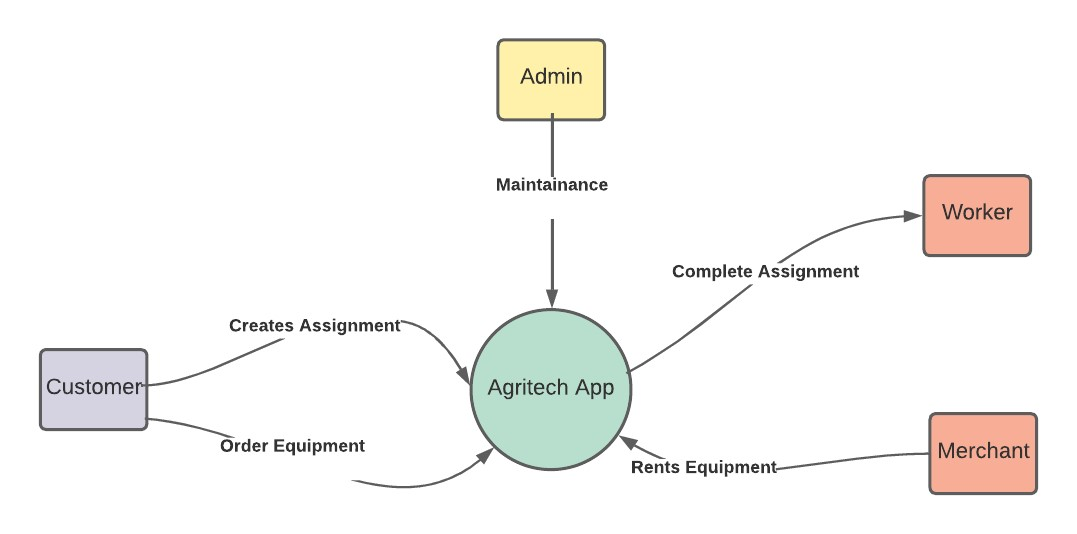 Admin
Maintainance
Worker
Complete Assignment
Creates Assignment
Customer
Agritech App
Order Equipment
Merchant
Rents Equipment